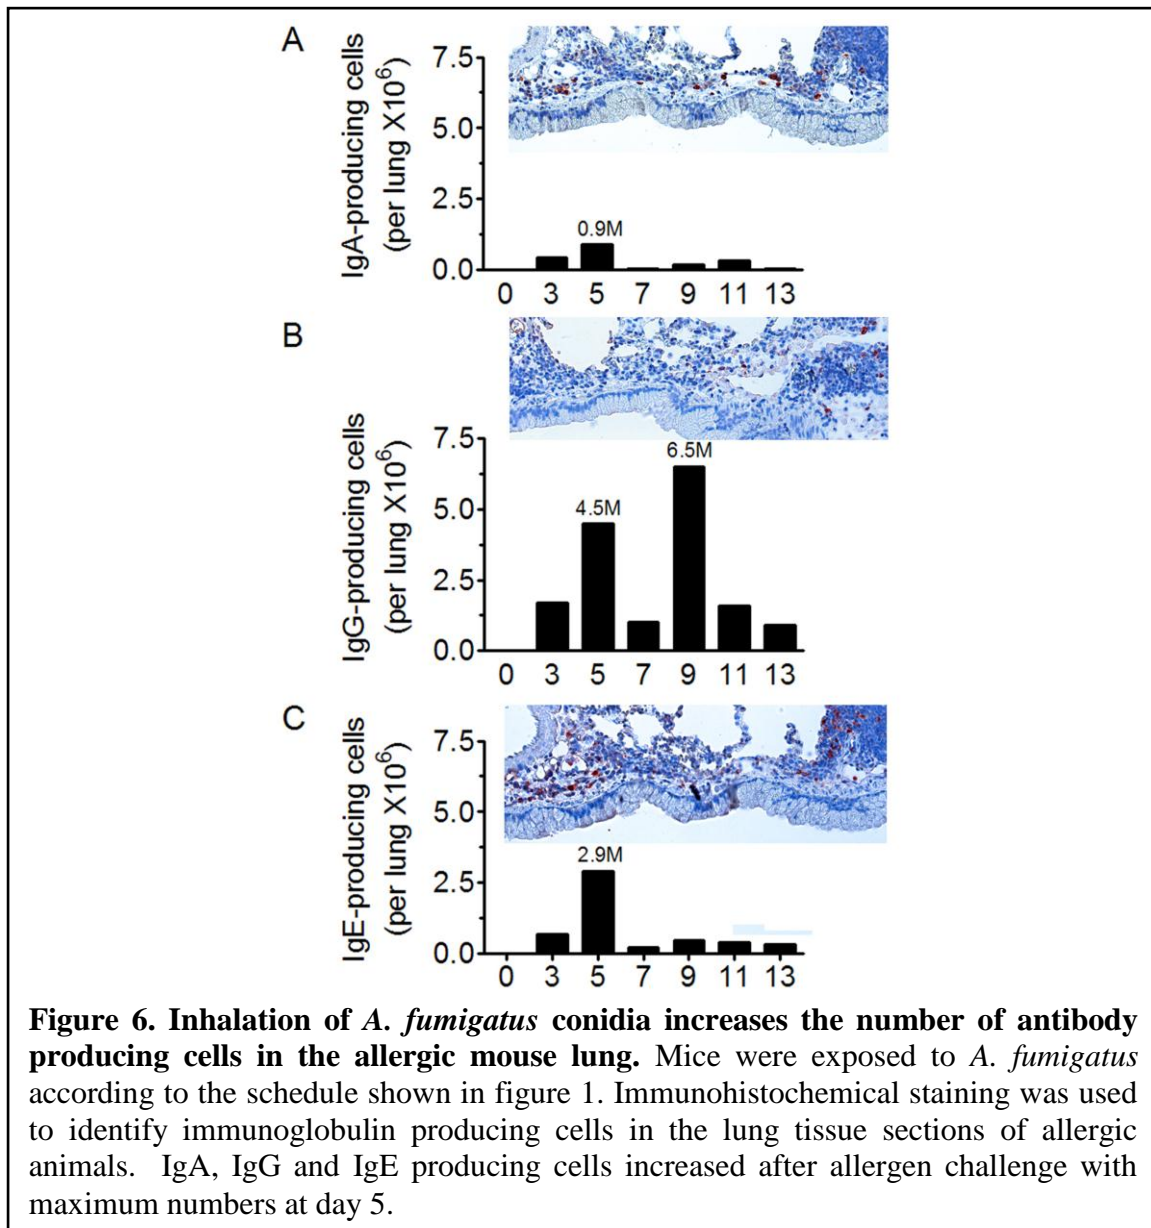 A
IgA-producing cells
(per lung X10⁶)
7.5
5.0
2.5
0.0
0.9M
0 3 5 7 9 11 13
B
IgG-producing cells
(per lung X10⁶)
7.5
5.0
2.5
0.0
4.5M
6.5M
0 3 5 7 9 11 13
C
IgE-producing cells
(per lung X10⁶)
7.5
5.0
2.5
0.0
2.9M
0 3 5 7 9 11 13
Figure 6. Inhalation of A. fumigatus conidia increases the number of antibody
producing cells in the allergic mouse lung. Mice were exposed to A. fumigatus
according to the schedule shown in figure 1. Immunohistochemical staining was used
to identify immunoglobulin producing cells in the lung tissue sections of allergic
animals. IgA, IgG and IgE producing cells increased after allergen challenge with
maximum numbers at day 5.